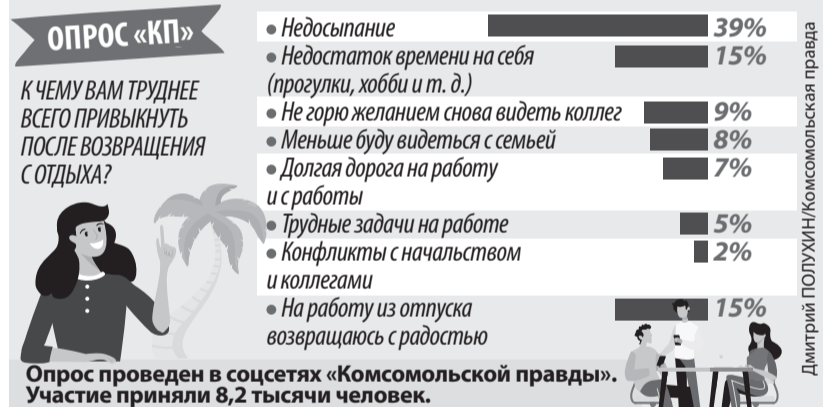 ОПРОС «КП»
К ЧЕМУ ВАМ ТРУДНЕЕ
ВСЕГО ПРИВЫКНУТЬ
ПОСЛЕ ВОЗВРАЩЕНИЯ
С ОТДЫХА?
● Недосыпание 39%
● Недостаток времени на себя 15%
(прогулки, хобби и т. д.)
● Не горю желанием снова видеть коллег 9%
● Меньше буду видеться с семьей 8%
● Долгая дорога на работу 7%
и с работы
● Трудные задачи на работе 5%
● Конфликты с начальством 2%
и коллегами
● На работу из отпуска 15%
возвращаюсь с радостью
Опрос проведен в соцсетях «Комсомольской правды».
Участие приняли 8,2 тысячи человек.
Дмитрий ПОЛУХИН/Комсомольская правда